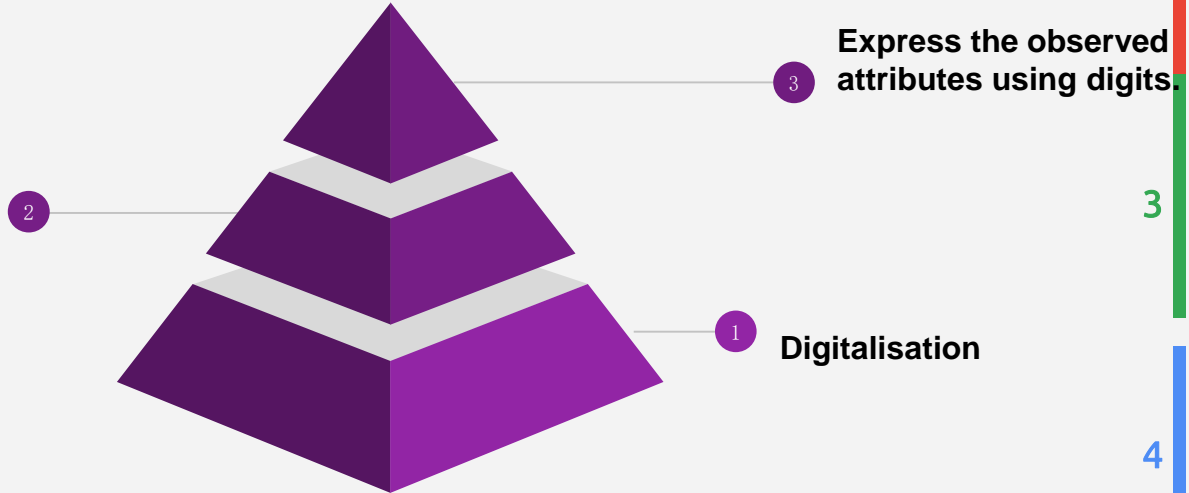 3
Express the observed
attributes using digits.
2
3
1
Digitalisation
4